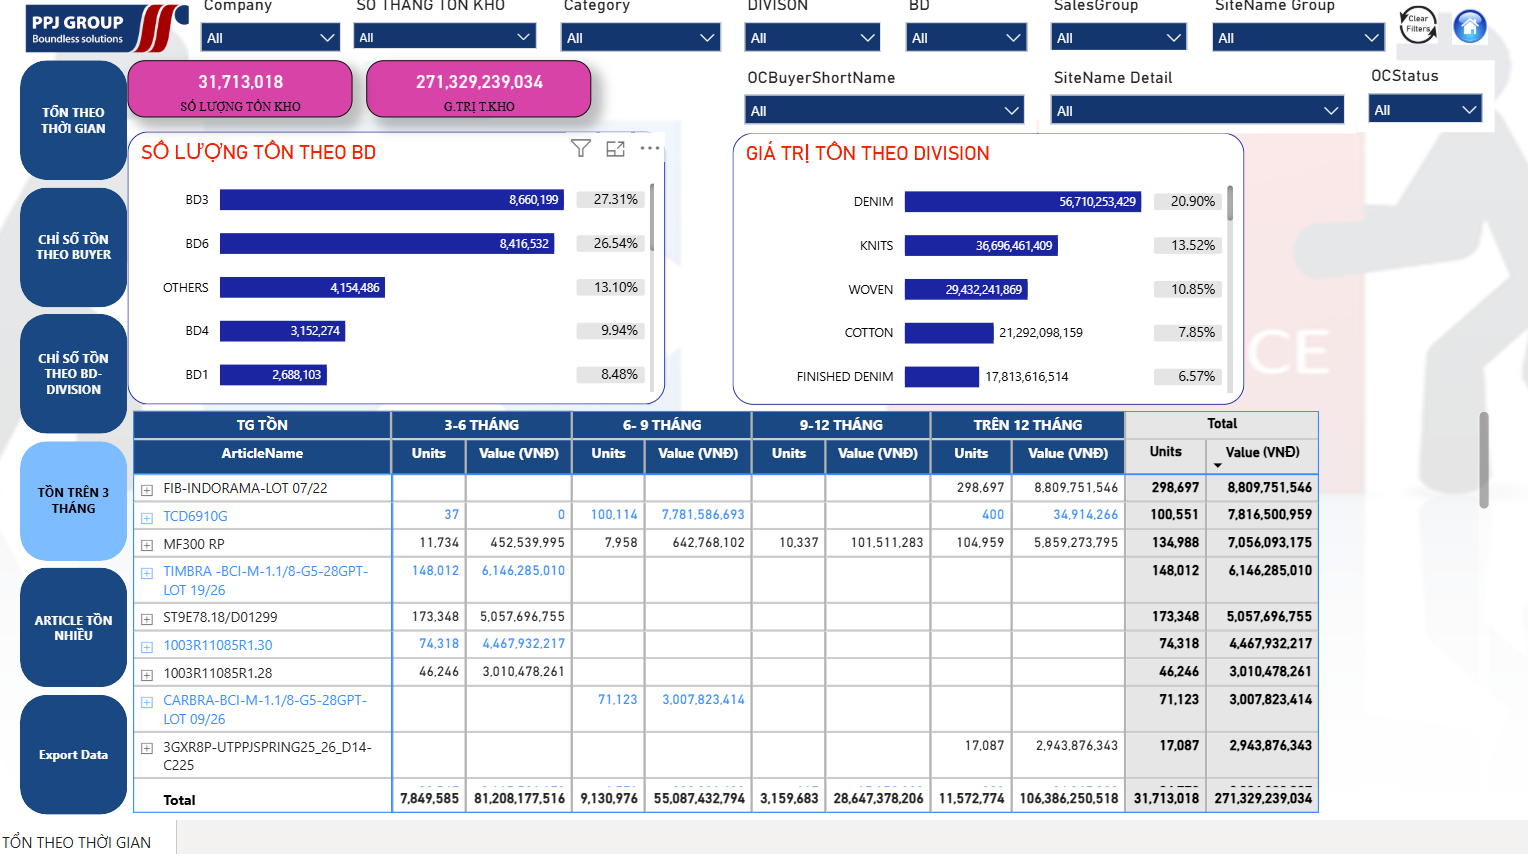 PPJ GROUP
Boundless solutions
Company
SO THANG TON KHO
Category
DIVISON
BD
SalesGroup
SiteName Group
All
All
All
All
All
All
All
Clear Filters
OCBuyerShortName
SiteName Detail
OCStatus
All
All
All
31,713,018
SỐ LƯỢNG TỒN KHO
271,329,239,034
G.TRỊ T.KHO
TỒN THEO THỜI GIAN
CHỈ SỐ TỒN THEO BUYER
CHỈ SỐ TỒN THEO BD-DIVISION
TỒN TRÊN 3 THÁNG
ARTICLE TỒN NHIỀU
Export Data
SỐ LƯỢNG TỒN THEO BD
BD3 8,660,199 27.31%
BD6 8,416,532 26.54%
OTHERS 4,154,486 13.10%
BD4 3,152,274 9.94%
BD1 2,688,103 8.48%
GIÁ TRỊ TỒN THEO DIVISION
DENIM 56,710,253,429 20.90%
KNITS 36,696,461,409 13.52%
WOVEN 29,432,241,869 10.85%
COTTON 21,292,098,159 7.85%
FINISHED DENIM 17,813,616,514 6.57%
CE
TG TỒN 3-6 THÁNG 6- 9 THÁNG 9-12 THÁNG TRÊN 12 THÁNG Total
ArticleName Units Value (VNĐ) Units Value (VNĐ) Units Value (VNĐ) Units Value (VNĐ) Units Value (VNĐ)
FIB-INDORAMA-LOT 07/22 298,697 8,809,751,546 298,697 8,809,751,546
TCD6910G 37 0 100,114 7,781,586,693 400 34,914,266 100,551 7,816,500,959
MF300 RP 11,734 452,539,995 7,958 642,768,102 10,337 101,511,283 104,959 5,859,273,795 134,988 7,056,093,175
TIMBRA -BCI-M-1.1/8-G5-28GPT-LOT 19/26 148,012 6,146,285,010 148,012 6,146,285,010
ST9E78.18/D01299 173,348 5,057,696,755 173,348 5,057,696,755
1003R11085R1.30 74,318 4,467,932,217 74,318 4,467,932,217
1003R11085R1.28 46,246 3,010,478,261 46,246 3,010,478,261
CARBRA-BCI-M-1.1/8-G5-28GPT-LOT 09/26 71,123 3,007,823,414 71,123 3,007,823,414
3GXR8P-UTPPJSPRING25_26_D14-C225 17,087 2,943,876,343 17,087 2,943,876,343
Total 7,849,585 81,208,177,516 9,130,976 55,087,432,794 3,159,683 28,647,378,206 11,572,774 106,386,250,518 31,713,018 271,329,239,034
TỒN THEO THỜI GIAN